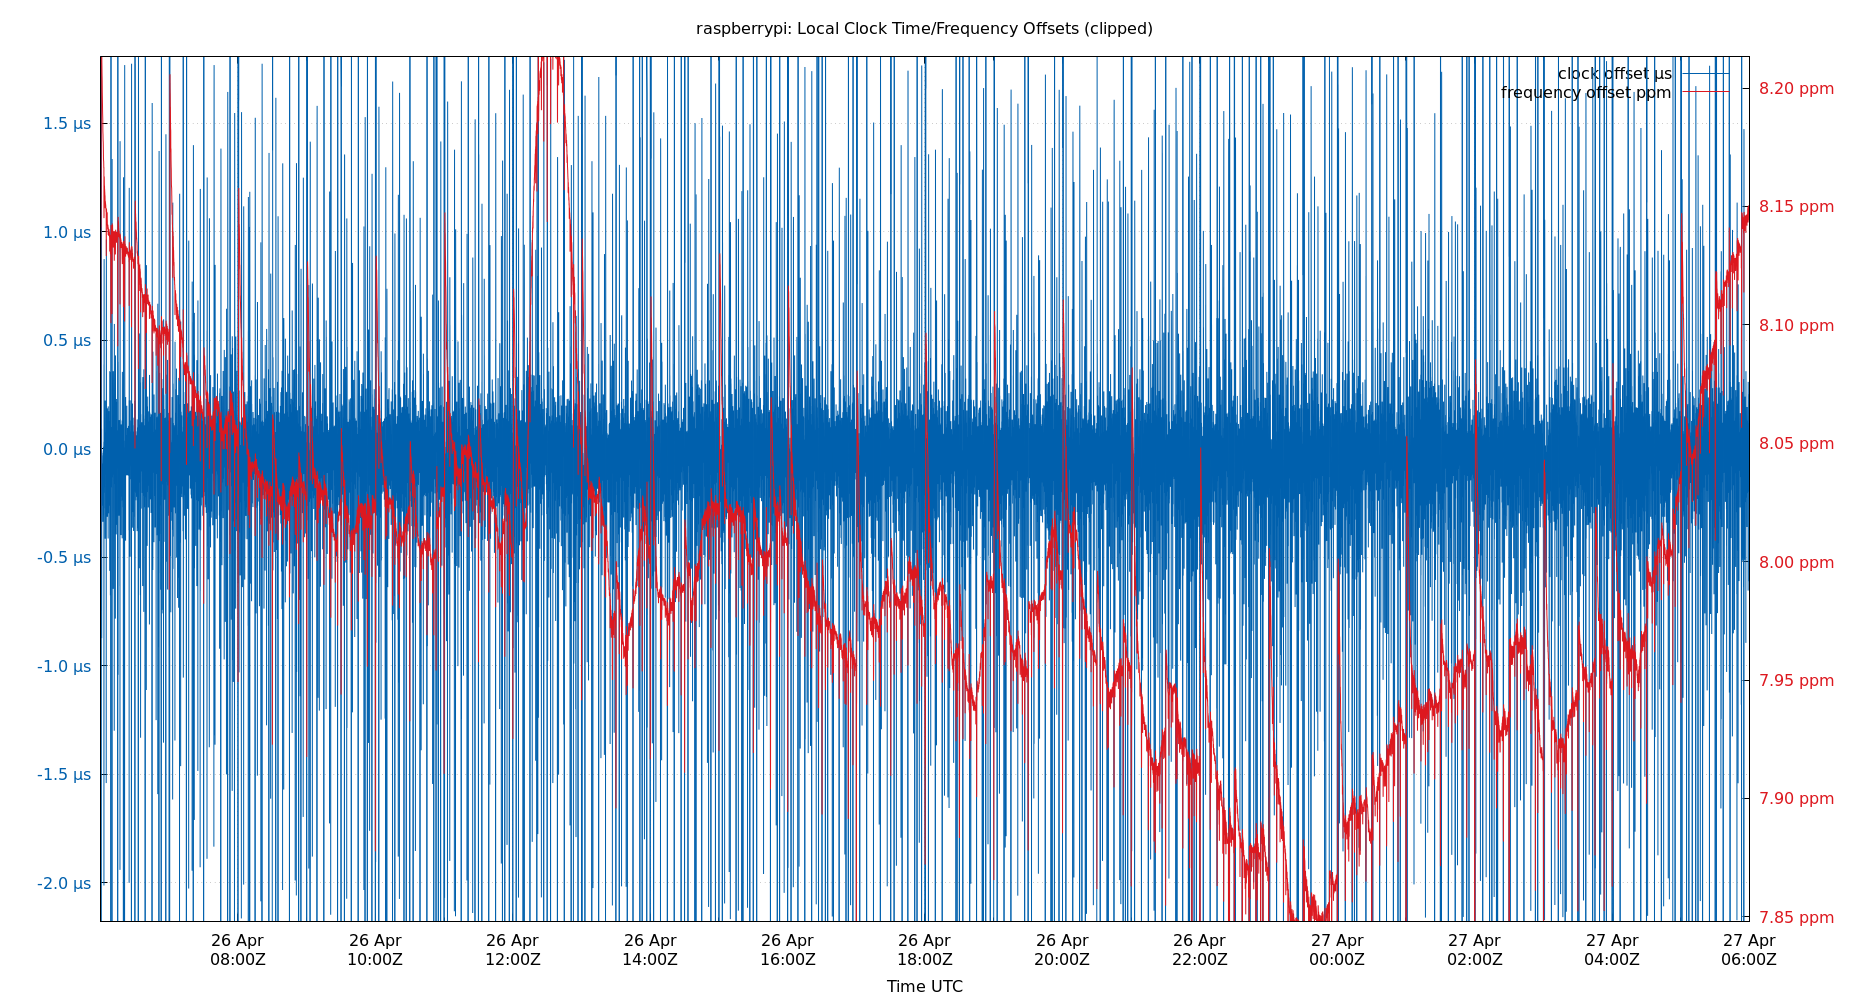 raspberrypi: Local Clock Time/Frequency Offsets (clipped)
clock offset µs
frequency offset ppm
1.5 µs
1.0 µs
0.5 µs
0.0 µs
-0.5 µs
-1.0 µs
-1.5 µs
-2.0 µs
8.20 ppm
8.15 ppm
8.10 ppm
8.05 ppm
8.00 ppm
7.95 ppm
7.90 ppm
7.85 ppm
26 Apr 26 Apr 26 Apr 26 Apr 26 Apr 26 Apr 26 Apr 26 Apr 27 Apr 27 Apr 27 Apr 27 Apr
08:00Z 10:00Z 12:00Z 14:00Z 16:00Z 18:00Z 20:00Z 22:00Z 00:00Z 02:00Z 04:00Z 06:00Z
Time UTC